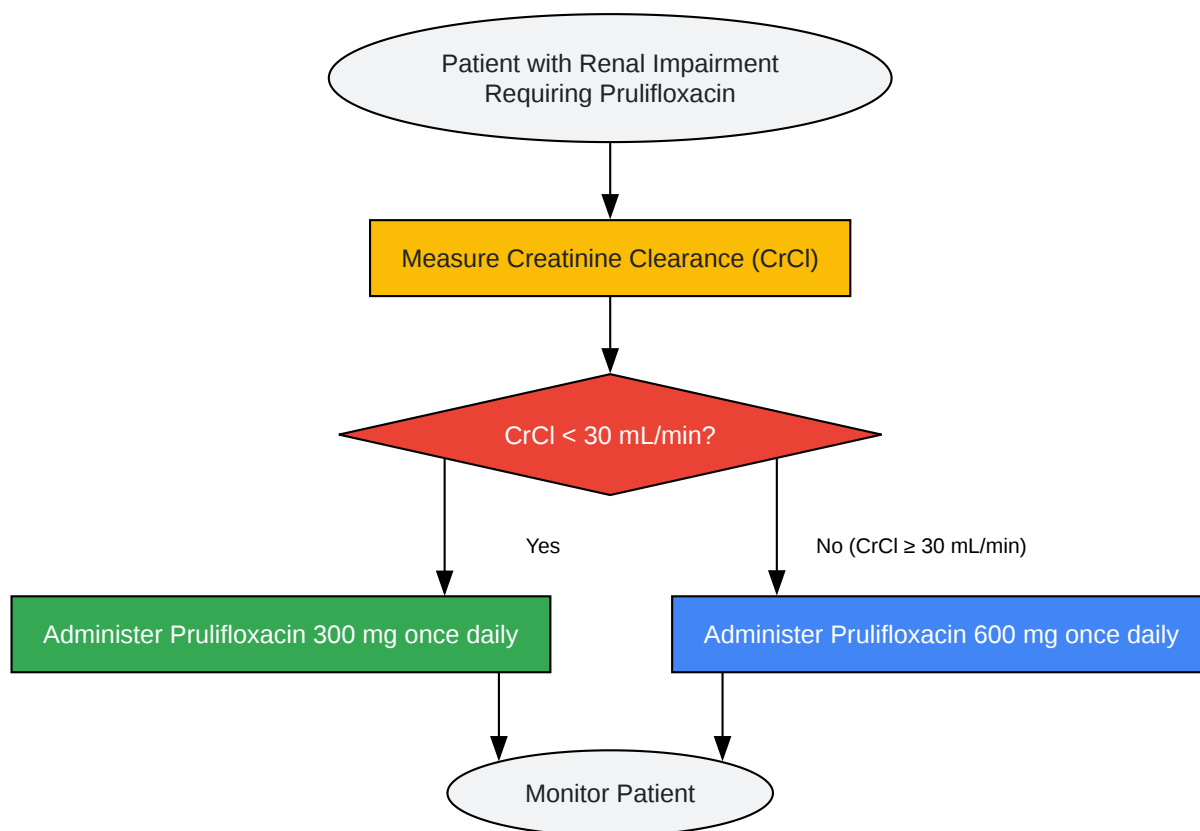 Patient with Renal Impairment
Requiring Prulifloxacin
Measure Creatinine Clearance (CrCl)
CrCl < 30 mL/min?
Yes
No (CrCl ≥ 30 mL/min)
Administer Prulifloxacin 300 mg once daily
Administer Prulifloxacin 600 mg once daily
Monitor Patient